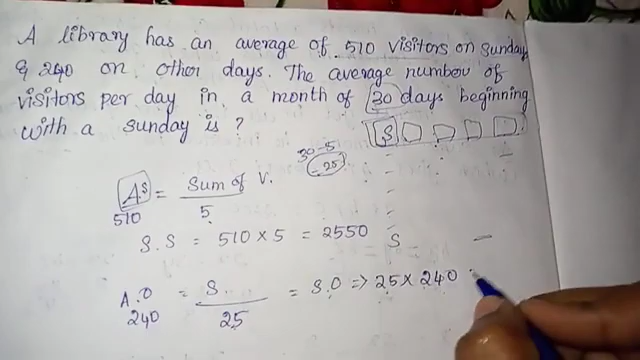 A library has an average of 510 visitors on Sunday
& 240 on other days. The average number of
visitors per day in a month of 30 days beginning
with a sunday is ?
S
30-5
= 25
A S = Sum of V.
510 5
S.S = 510 × 5 = 2550 S
A.O = S = S.O ⇒ 25 × 240
240 25